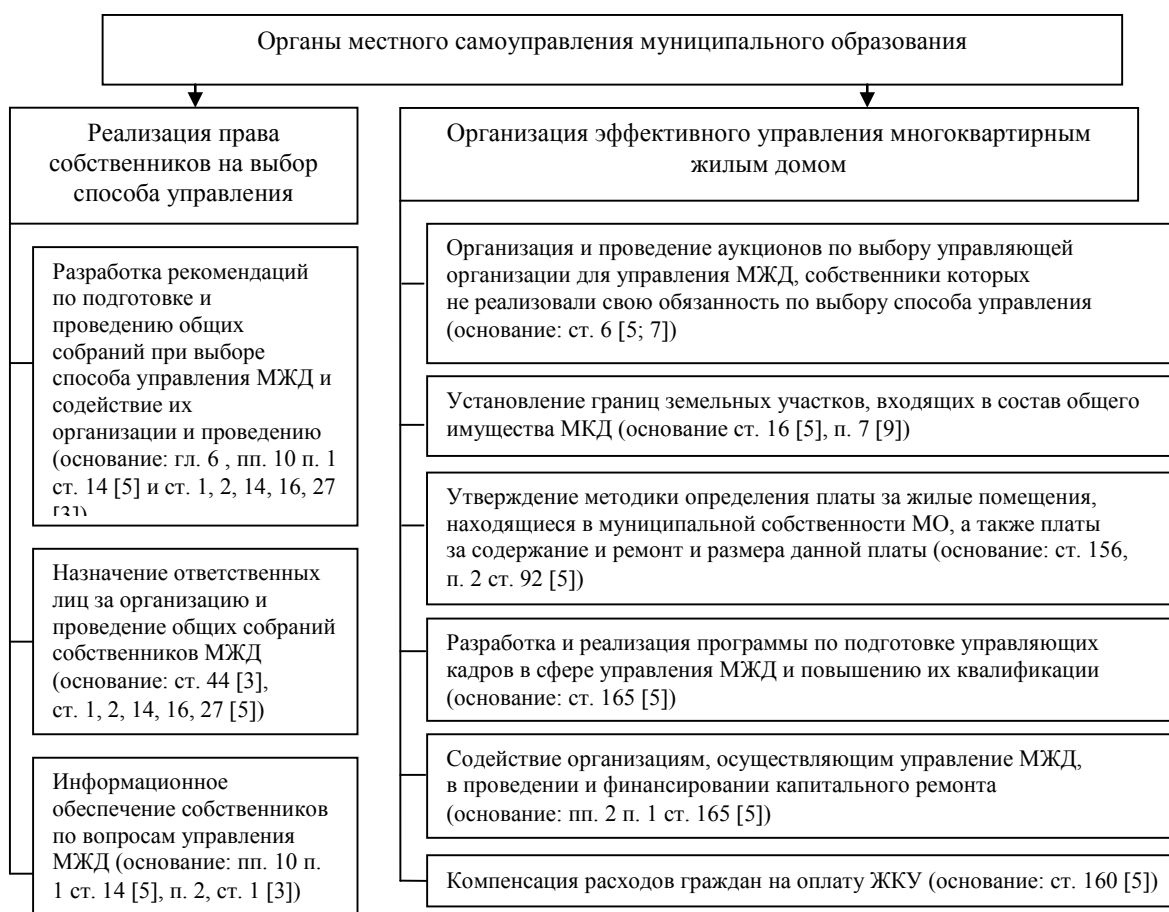 Органы местного самоуправления муниципального образования
Реализация права
собственников на выбор
способа управления
Разработка рекомендаций
по подготовке и
проведению общих
собраний при выборе
способа управления МЖД и
содействие их
организации и проведению
(основание: гл. 6 , пп. 10 п. 1
ст. 14 [5] и ст. 1, 2, 14, 16, 27
[3])
Назначение ответственных
лиц за организацию и
проведение общих собраний
собственников МЖД
(основание: ст. 44 [3],
ст. 1, 2, 14, 16, 27 [5])
Информационное
обеспечение собственников
по вопросам управления
МЖД (основание: пп. 10 п.
1 ст. 14 [5], п. 2, ст. 1 [3])
Организация эффективного управления многоквартирным
жилым домом
Организация и проведение аукционов по выбору управляющей
организации для управления МЖД, собственники которых
не реализовали свою обязанность по выбору способа управления
(основание: ст. 6 [5; 7])
Установление границ земельных участков, входящих в состав общего
имущества МКД (основание ст. 16 [5], п. 7 [9])
Утверждение методики определения платы за жилые помещения,
находящиеся в муниципальной собственности МО, а также платы
за содержание и ремонт и размера данной платы (основание: ст. 156,
п. 2 ст. 92 [5])
Разработка и реализация программы по подготовке управляющих
кадров в сфере управления МЖД и повышению их квалификации
(основание: ст. 165 [5])
Содействие организациям, осуществляющим управление МЖД,
в проведении и финансировании капитального ремонта
(основание: пп. 2 п. 1 ст. 165 [5])
Компенсация расходов граждан на оплату ЖКУ (основание: ст. 160 [5])